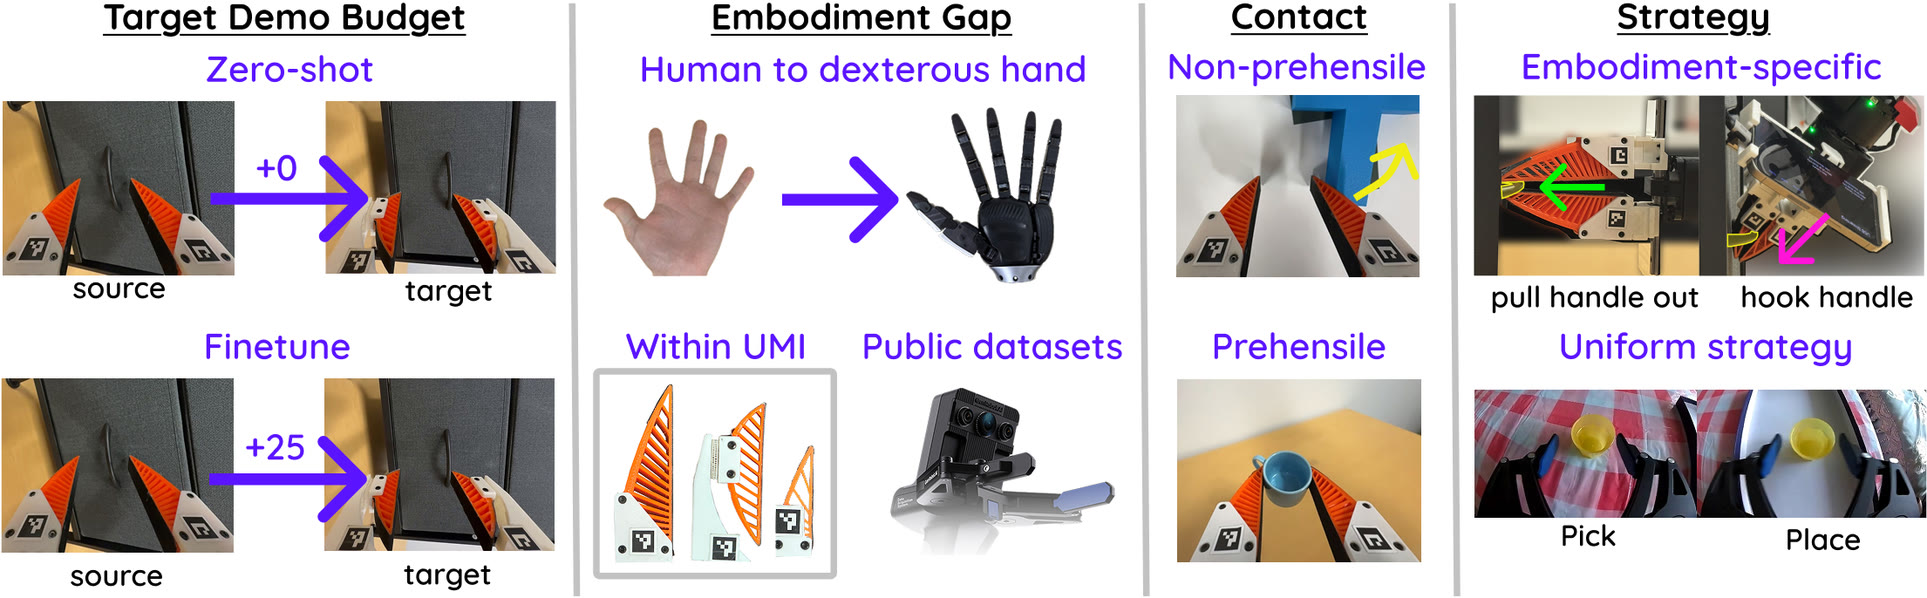 Target Demo Budget
Zero-shot
+0
source
target
Finetune
+25
source
target
Embodiment Gap
Human to dexterous hand
Within UMI
Public datasets
Contact
Non-prehensile
Prehensile
Strategy
Embodiment-specific
pull handle out
hook handle
Uniform strategy
Pick
Place